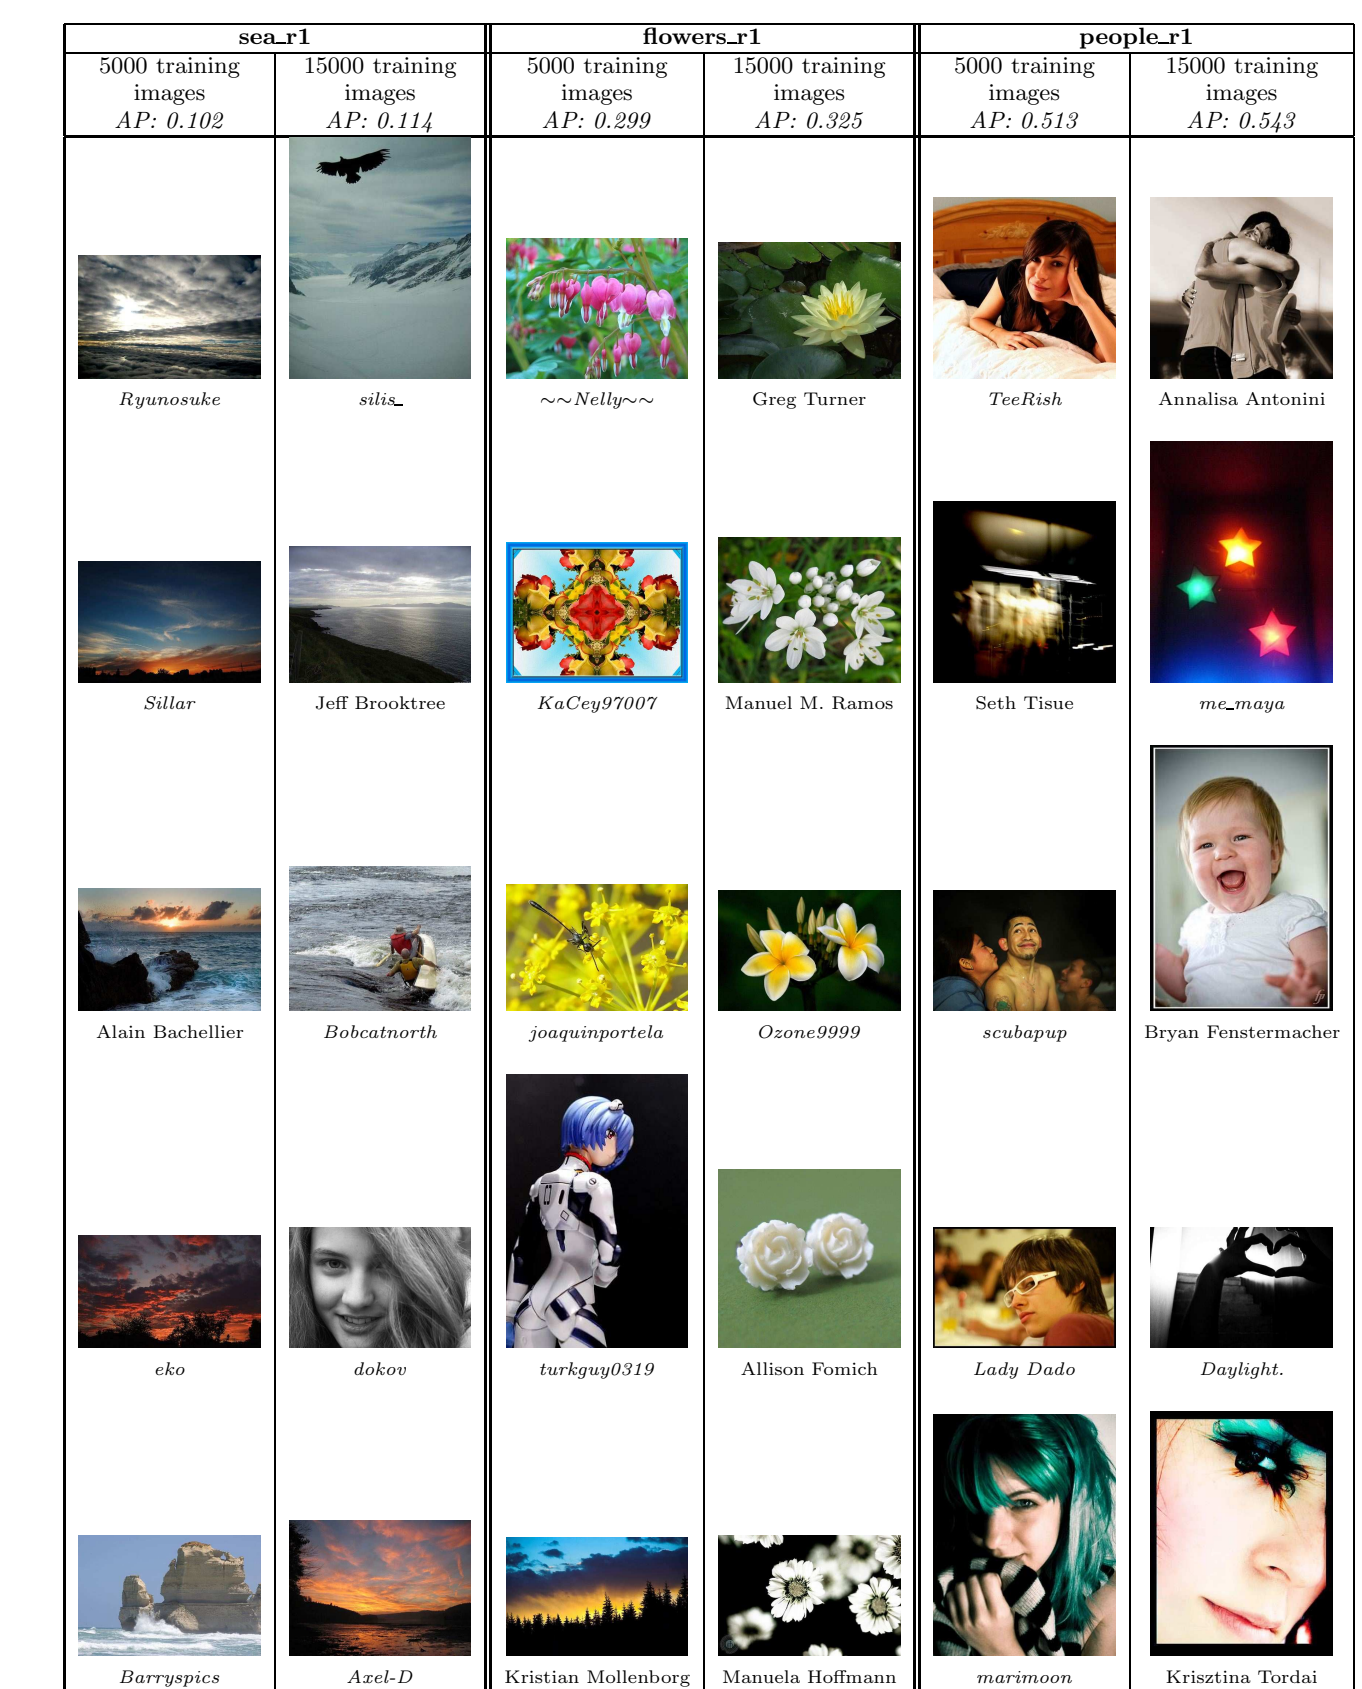 sea_r1 flowers_r1 people_r1
5000 training 15000 training 5000 training 15000 training 5000 training 15000 training
images images images images images images
AP: 0.102 AP: 0.114 AP: 0.299 AP: 0.325 AP: 0.513 AP: 0.543
Ryunosuke silis_ ~~Nelly~~ Greg Turner TeeRish Annalisa Antonini
Sillar Jeff Brooktree KaCey97007 Manuel M. Ramos Seth Tisue me_maya
Alain Bachellier Bobcatnorth joaquinportela Ozone9999 scubapup Bryan Fenstermacher
eko dokov turkguy0319 Allison Fomich Lady Dado Daylight.
Barryspics Axel-D Kristian Mollenborg Manuela Hoffmann marimoon Krisztina Tordai